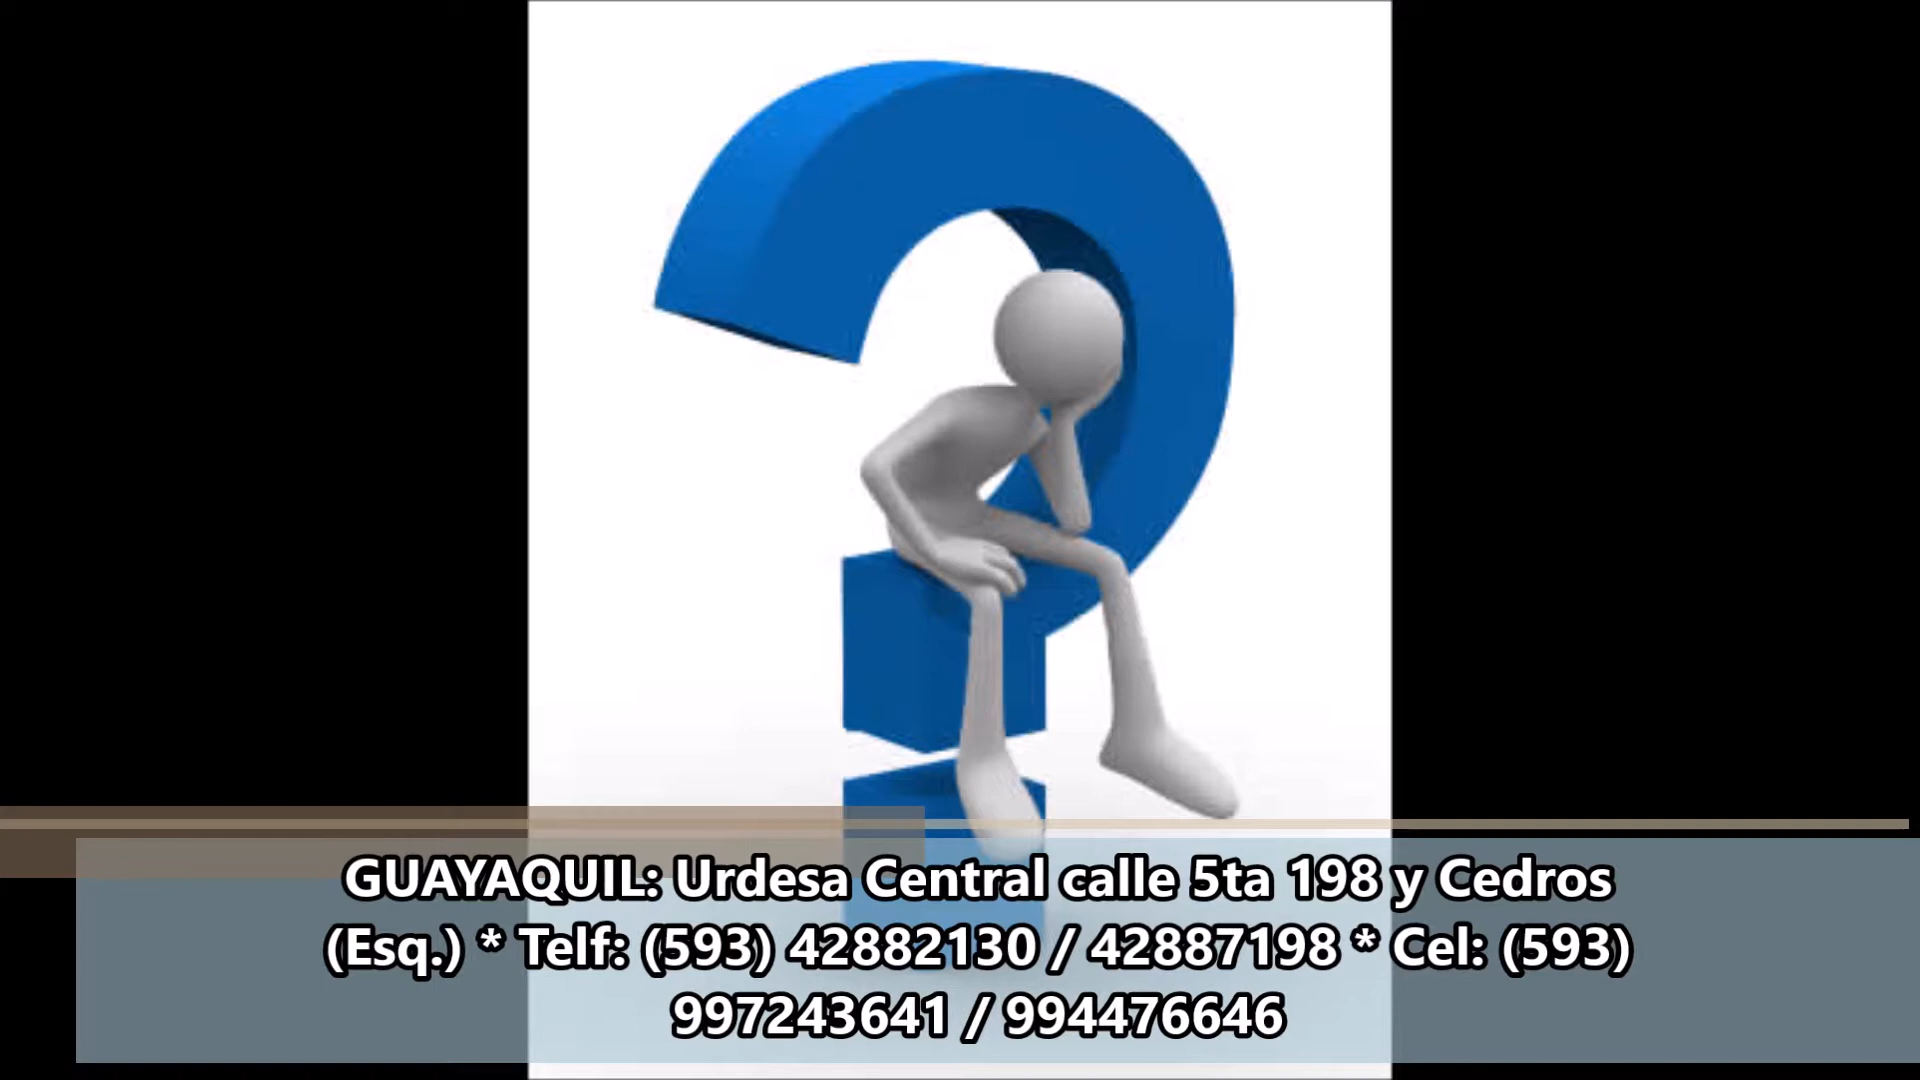 GUAYAQUIL: Urdesa Central calle 5ta 198 y Cedros
(Esq.) * Telf: (593) 42882130 / 42887198 * Cel: (593)
997243641 / 994476646